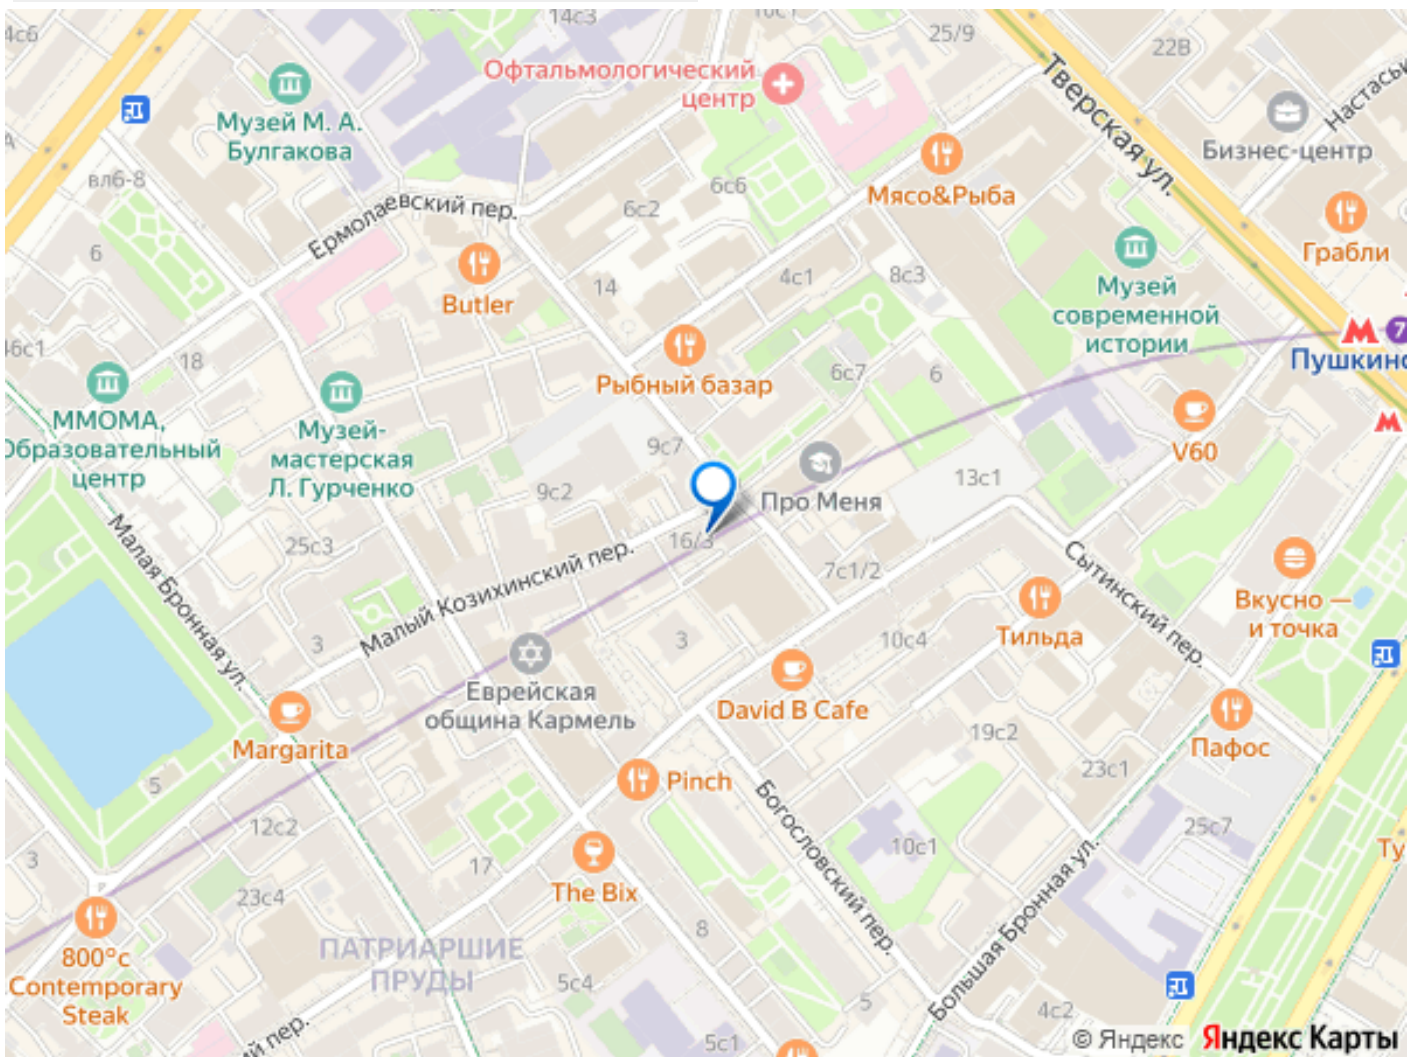 4с6
14с3
10с1
25/9
22В
Офтальмологический
центр
Тверская ул.
Музей М. А.
Булгакова
Бизнес-центр
вл6-8
6с6
Мясо&Рыба
6с2
Ермолаевский пер.
6
Грабли
Butler
14
4с1
8с3
Музей
современной
истории
18
Рыбный базар
6с7
6
7
ММОМА,
Образовательный
центр
Музей-
мастерская
Л. Гурченко
V60
9с7
9с2
Про Меня
13с1
25с3
16/3
Малая Бронная ул.
Малый Козихинский пер.
7с1/2
Сытинский пер.
Вкусно —
и точка
3
3
10с4
Тильда
Еврейская
община Кармель
David B Cafe
Margarita
19с2
Пафос
5
Pinch
23с1
12с2
Богословский пер.
25с7
10с1
3
17
The Bix
23с4
Большая Бронная ул.
8
ПАТРИАРШИЕ
ПРУДЫ
800°с
Contemporary
Steak
5с4
5
4с2
5с1
© Яндекс Яндекс Карты